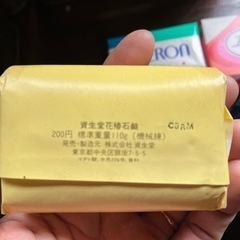 RON
資生堂花椿石鹸
CDAM
200円 標準重量110g(機械練)
発売・製造元 株式会社 資生堂
東京都中央区銀座7-5-5